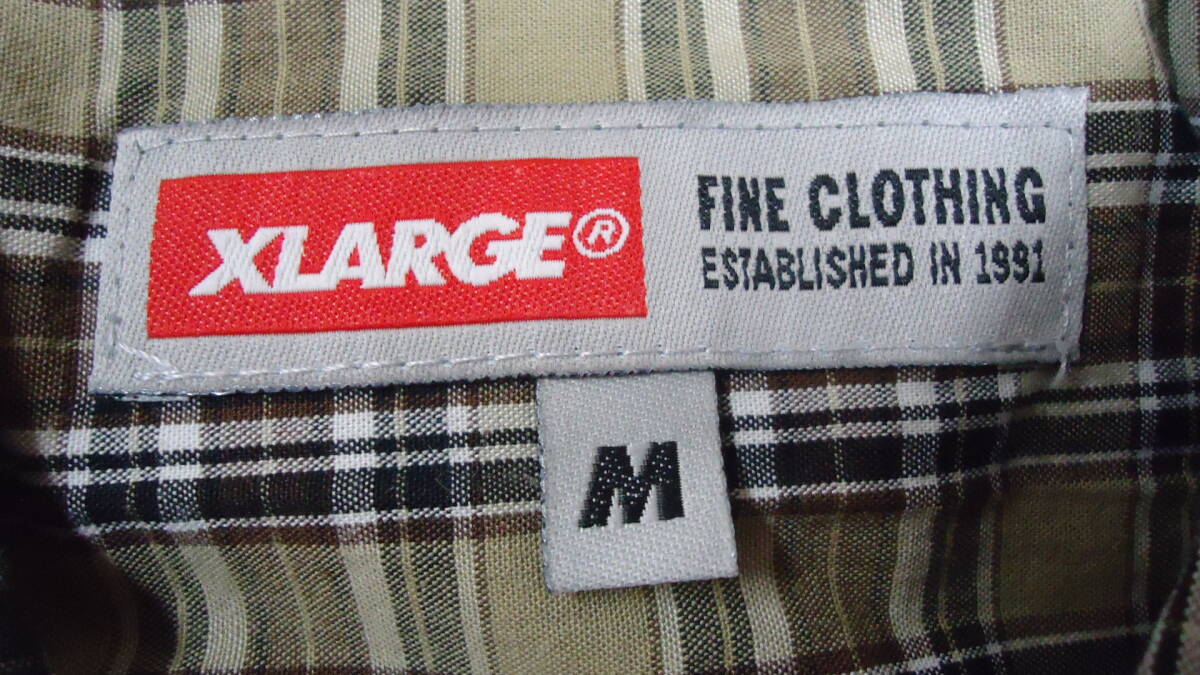 XLARGE®
FINE CLOTHING
ESTABLISHED IN 1991
M